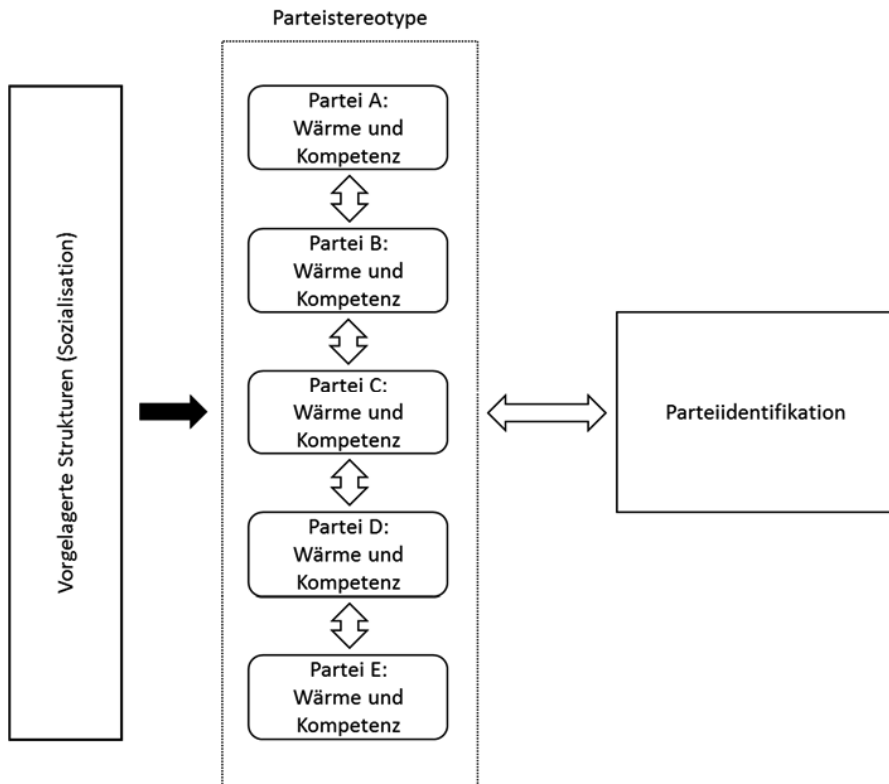 Parteistereotype
Vorgelagerte Strukturen (Sozialisation)
Partei A:
Wärme und
Kompetenz
Partei B:
Wärme und
Kompetenz
Partei C:
Wärme und
Kompetenz
Partei D:
Wärme und
Kompetenz
Partei E:
Wärme und
Kompetenz
Parteiidentifikation